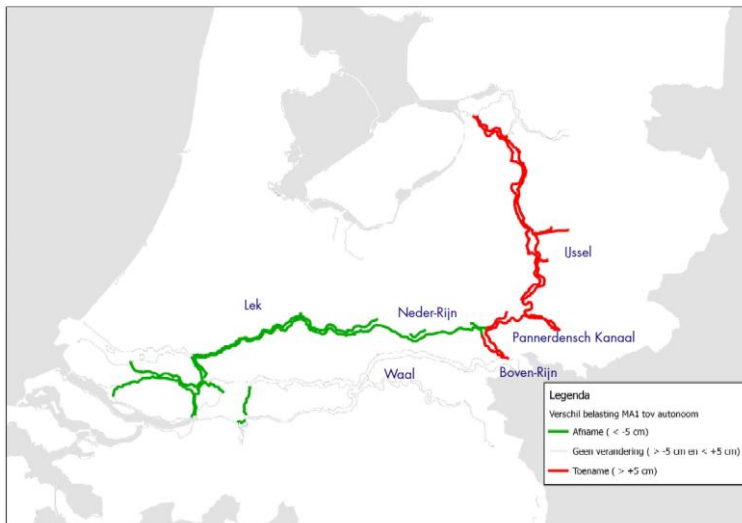 IJssel
Lek
Neder-Rijn
Pannerdensch Kanaal
Waal
Boven-Rijn
Legenda
Verschil belasting MA1 tov autonoom
Afname ( < -5 cm)
Geen verandering ( > -5 cm en < +5 cm)
Toename ( > +5 cm)